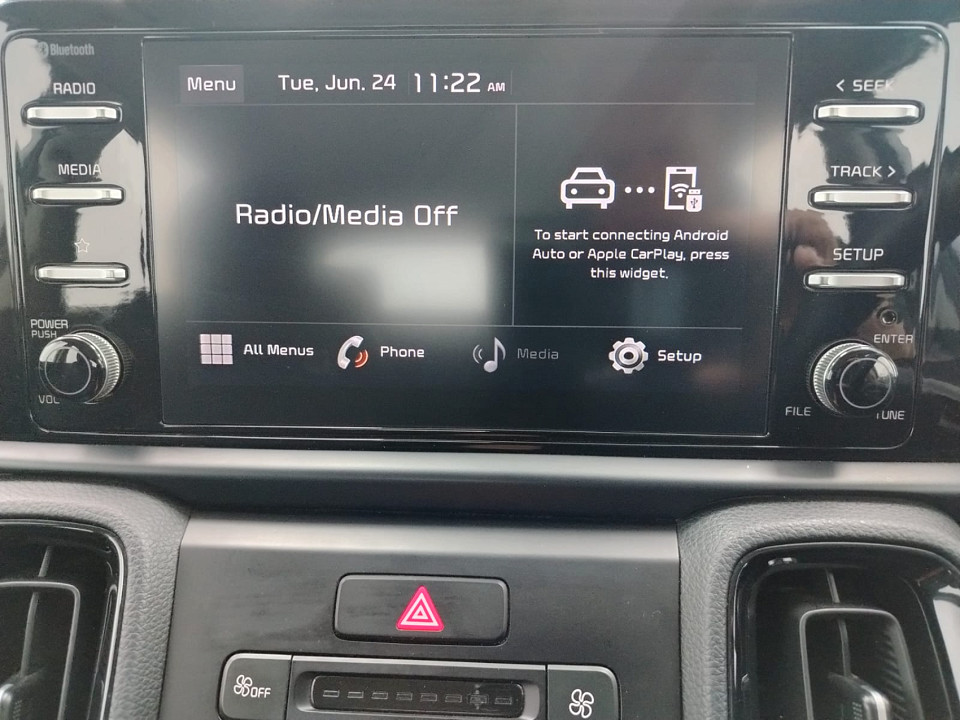 Bluetooth
RADIO
MEDIA
POWER
PUSH
VOL
Menu
Tue, Jun. 24 11:22 AM
Radio/Media Off
To start connecting Android
Auto or Apple CarPlay, press
this widget.
All Menus
Phone
Media
Setup
< SEEK
TRACK >
SETUP
ENTER
FILE
TUNE
OFF